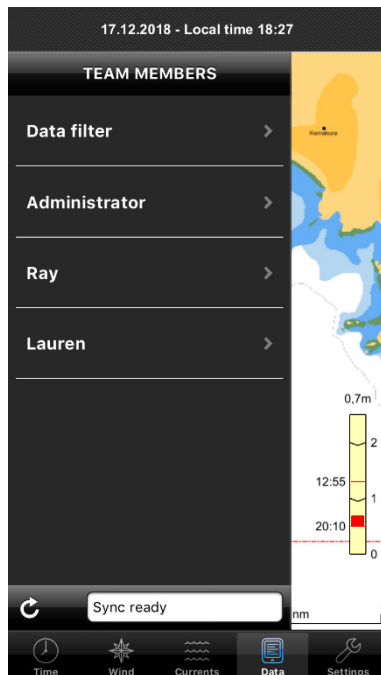 17.12.2018 - Local time 18:27
TEAM MEMBERS
Data filter
Administrator
Ray
Lauren
Kamakura
0,7m
2
12:55
1
20:10
0
Sync ready
nm
Time Wind Currents Data Settings